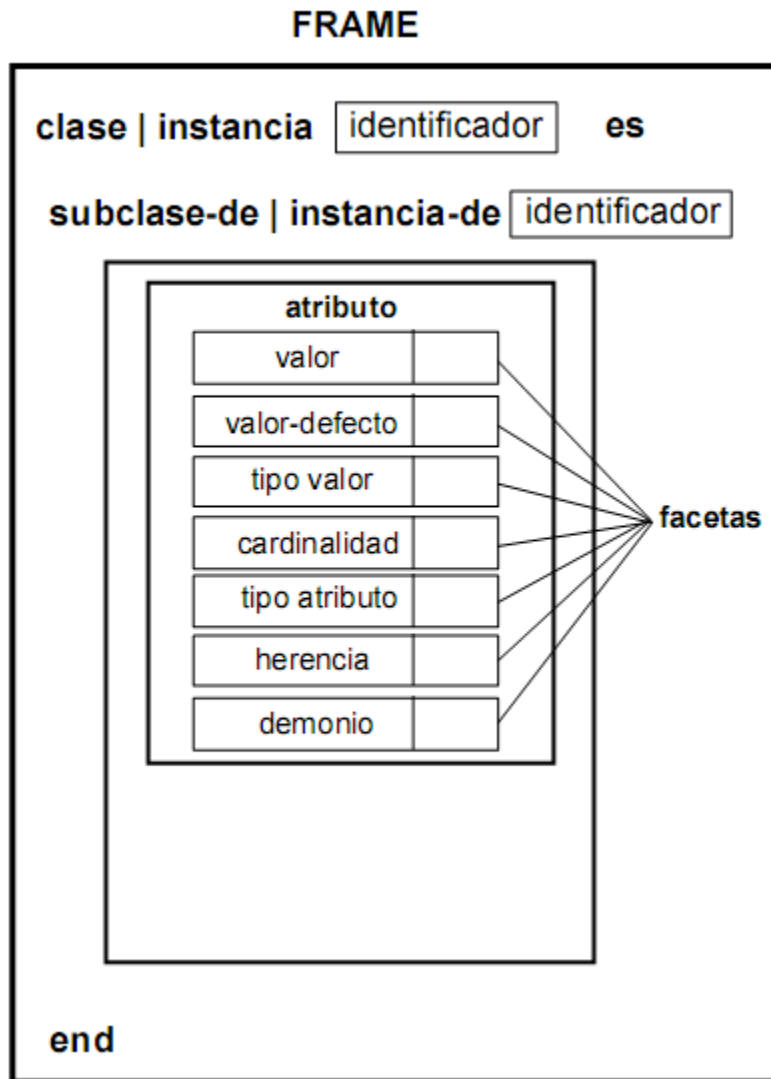 FRAME
clase | instancia identificador es
subclase-de | instancia-de identificador
atributo
valor
valor-defecto
tipo valor
cardinalidad
tipo atributo
herencia
demonio
facetas
end